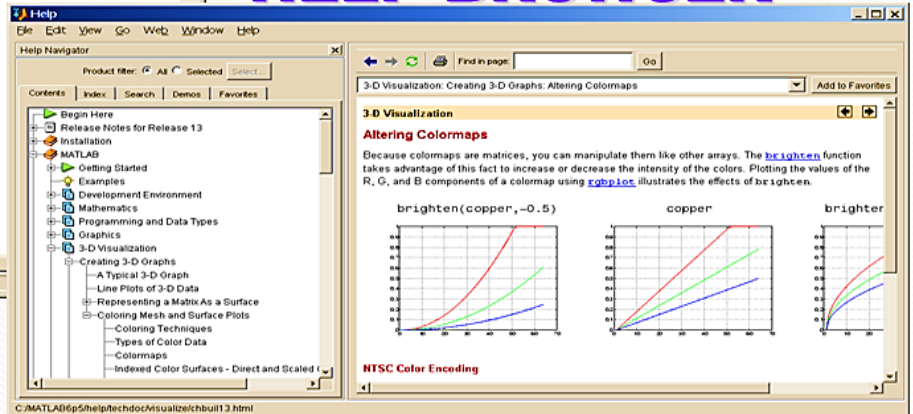 HELP BROWSER
Help
File Edit View Go Web Window Help
Help Navigator
Product filter: All Selected Select...
Contents Index Search Demos Favorites
Begin Here
Release Notes for Release 13
Installation
MATLAB
Getting Started
Examples
Development Environment
Mathematics
Programming and Data Types
Graphics
3-D Visualization
Creating 3-D Graphs
A Typical 3-D Graph
Line Plots of 3-D Data
Representing a Matrix As a Surface
Coloring Mesh and Surface Plots
Coloring Techniques
Types of Color Data
Colormaps
Indexed Color Surfaces - Direct and Scaled
Find in page: Go
3-D Visualization: Creating 3-D Graphs: Altering Colormaps Add to Favorites
3-D Visualization
Altering Colormaps
Because colormaps are matrices, you can manipulate them like other arrays. The brighten function
takes advantage of this fact to increase or decrease the intensity of the colors. Plotting the values of the
R, G, and B components of a colormap using rgbplot illustrates the effects of brighten.
brighten(copper,-0.5) copper brighten
NTSC Color Encoding
C:/MATLAB6p5/help/techdoc/visualize/chbuil13.html